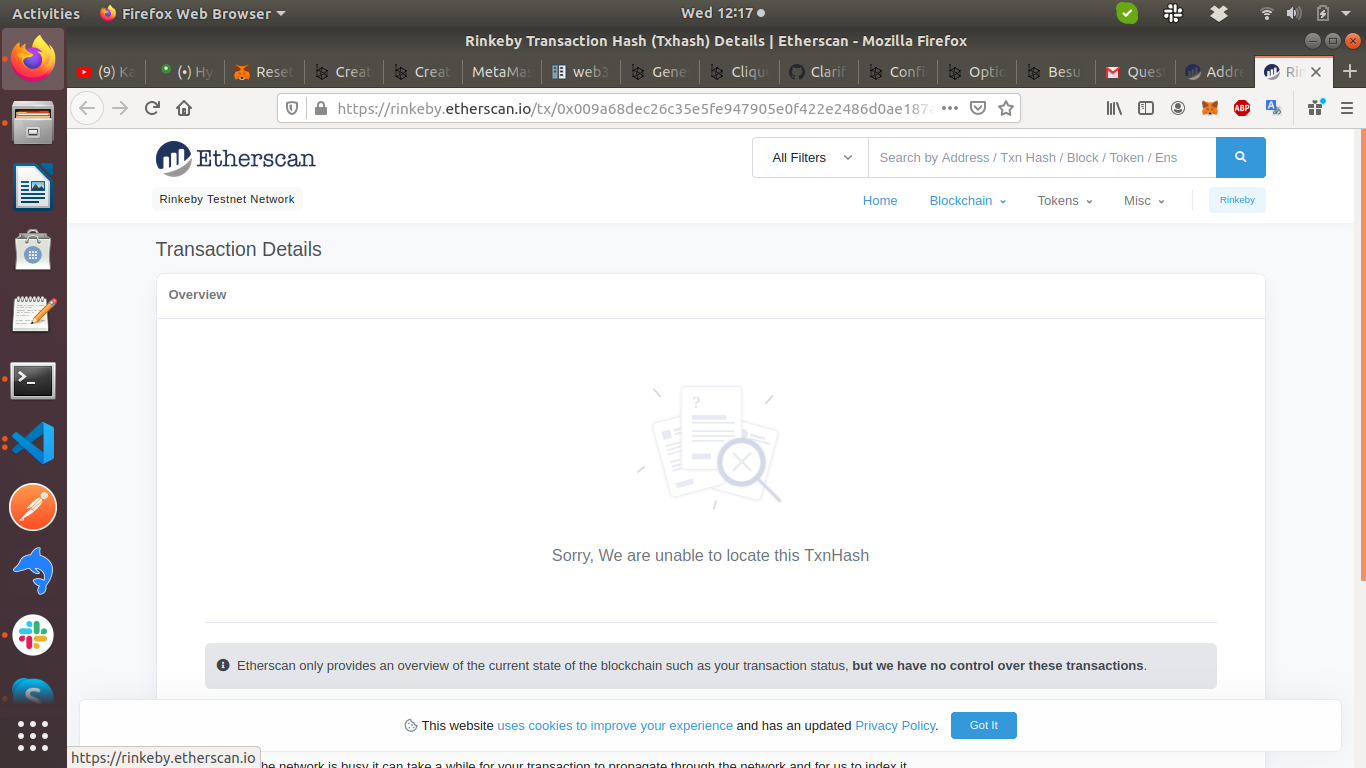 Activities Firefox Web Browser Wed 12:17
Rinkeby Transaction Hash (Txhash) Details | Etherscan - Mozilla Firefox
(9) Ka (•) Hy Reset Creat Creat MetaMas web3 Gene Cliqu Clarif Confi Optio Besu Quest Addre Rin
https://rinkeby.etherscan.io/tx/0x009a68dec26c35e5fe947905e0f422e2486d0ae187
ABP
Etherscan
All Filters Search by Address / Txn Hash / Block / Token / Ens
Rinkeby Testnet Network
Home Blockchain Tokens Misc Rinkeby
Transaction Details
Overview
?
Sorry, We are unable to locate this TxnHash
Etherscan only provides an overview of the current state of the blockchain such as your transaction status, but we have no control over these transactions.
This website uses cookies to improve your experience and has an updated Privacy Policy. Got It
https://rinkeby.etherscan.io
he network is busy it can take a while for your transaction to propagate through the network and for us to index it